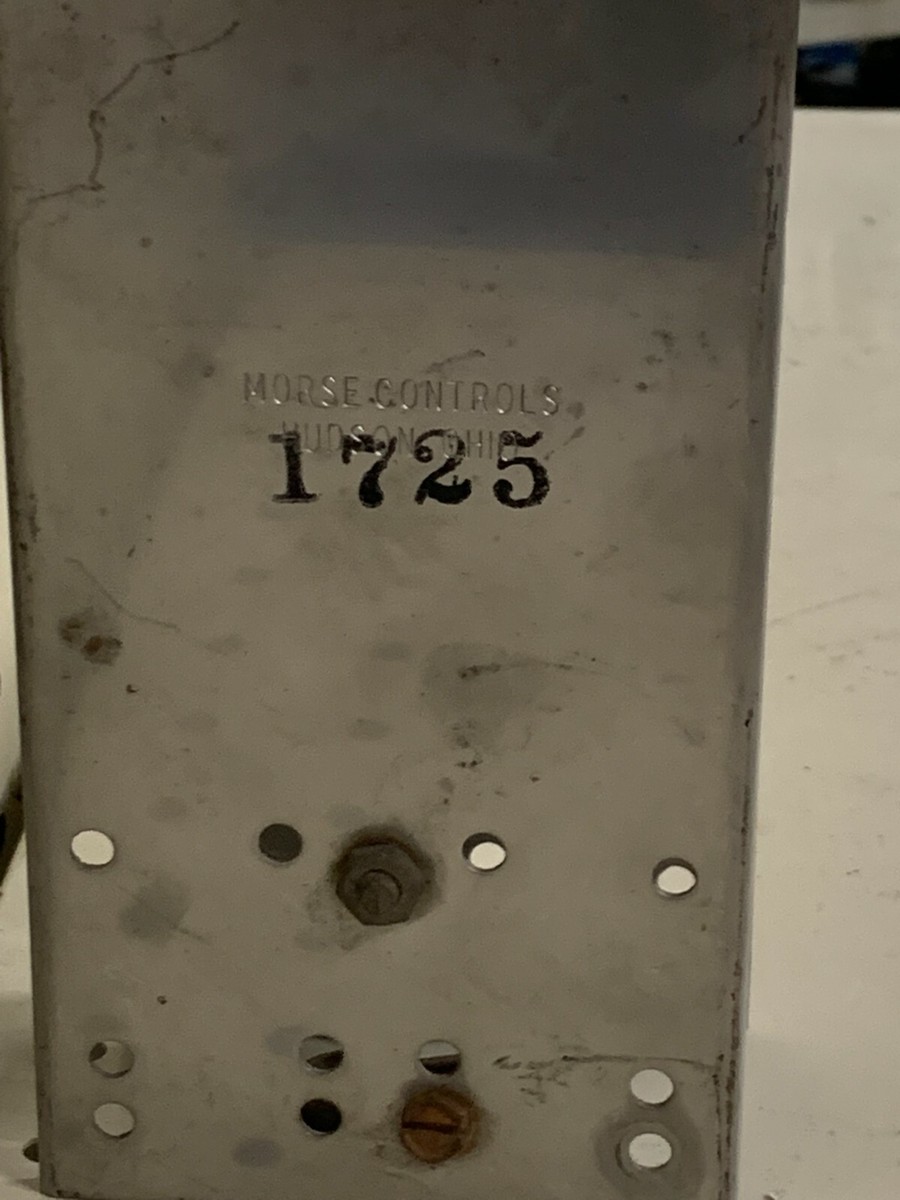 MORSE CONTROLS
HUDSON, OHIO
1725